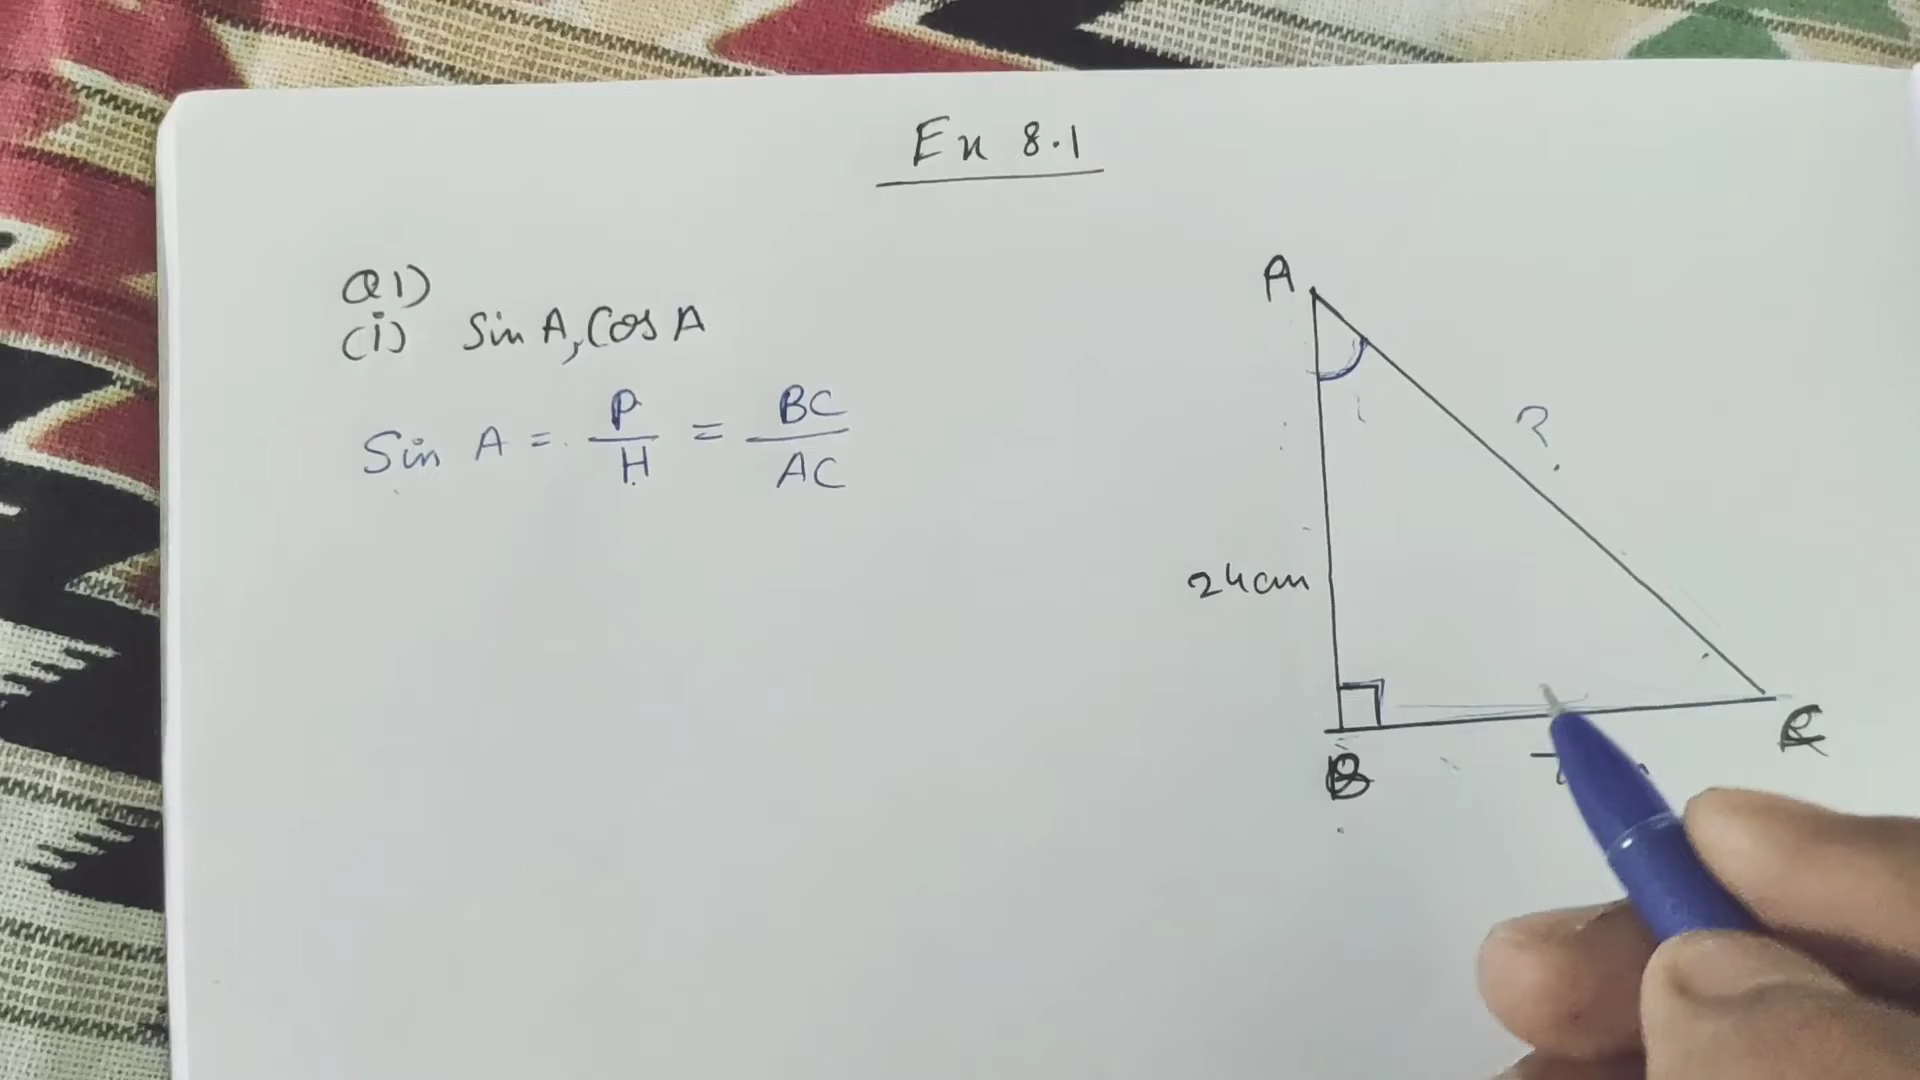 Ex 8.1
Q1)
(i) Sin A, Cos A
Sin A = P/H = BC/AC
A
?
24cm
B
C